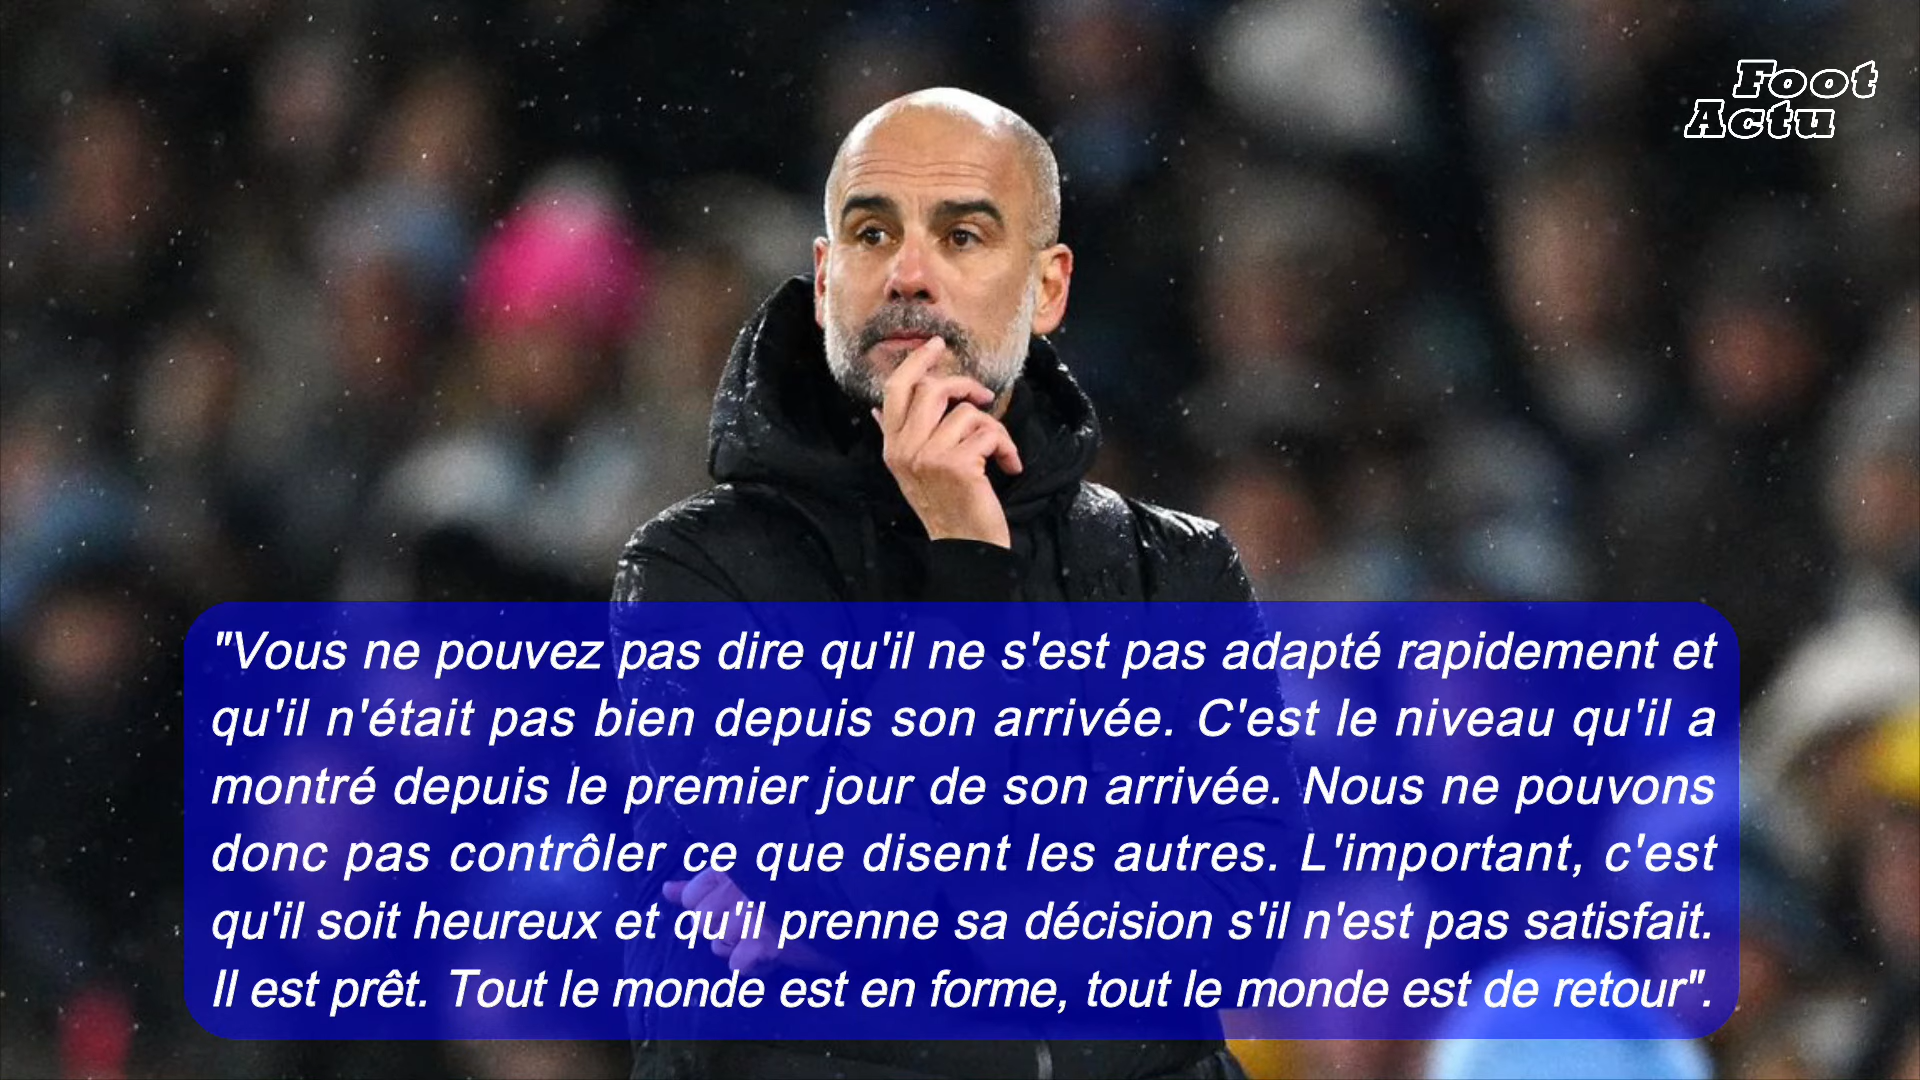 Foot
Actu
"Vous ne pouvez pas dire qu'il ne s'est pas adapté rapidement et
qu'il n'était pas bien depuis son arrivée. C'est le niveau qu'il a
montré depuis le premier jour de son arrivée. Nous ne pouvons
donc pas contrôler ce que disent les autres. L'important, c'est
qu'il soit heureux et qu'il prenne sa décision s'il n'est pas satisfait.
Il est prêt. Tout le monde est en forme, tout le monde est de retour".